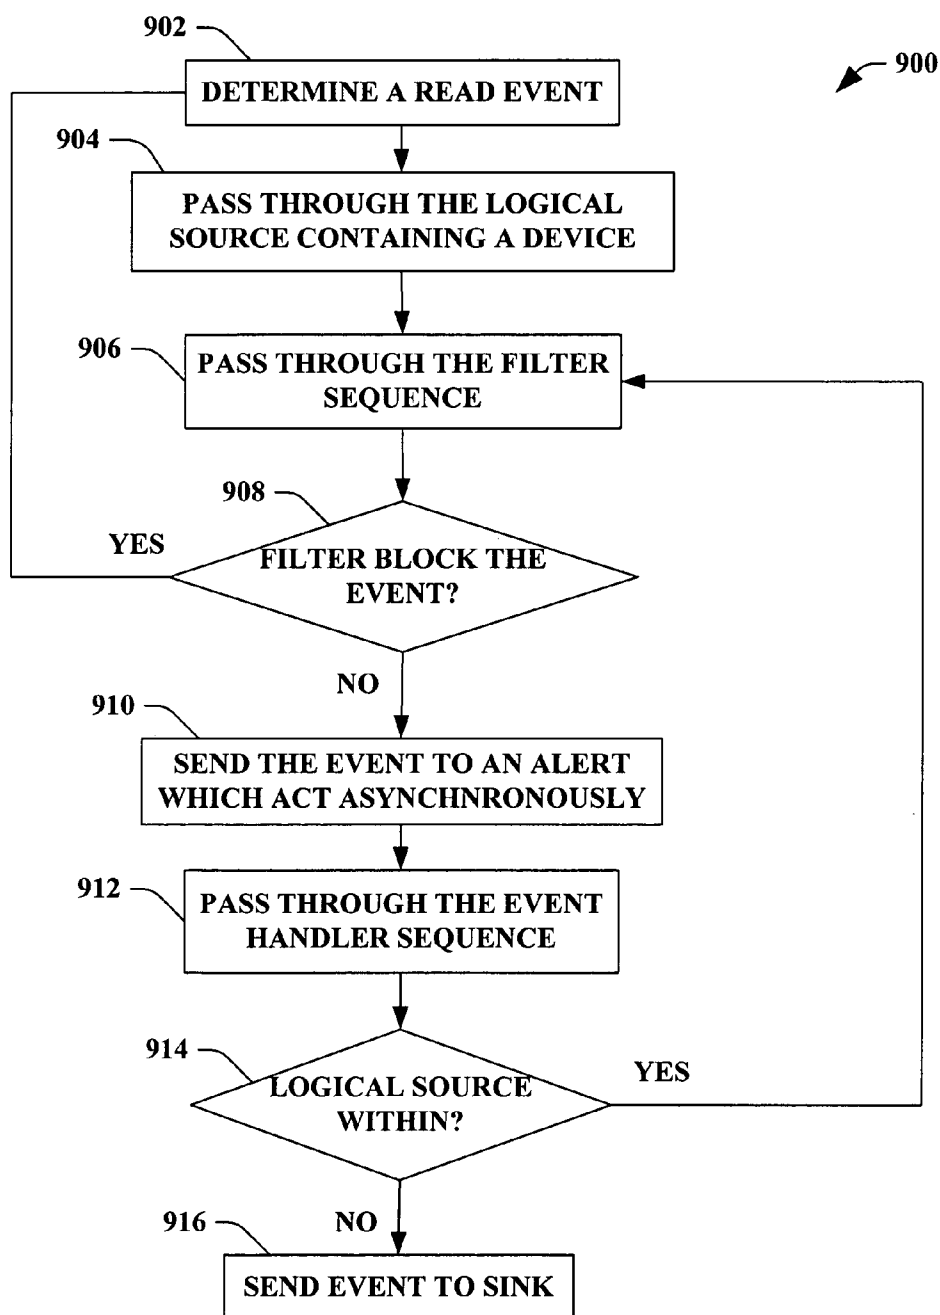 902
900
DETERMINE A READ EVENT
904
PASS THROUGH THE LOGICAL
SOURCE CONTAINING A DEVICE
906
PASS THROUGH THE FILTER
SEQUENCE
908
YES
FILTER BLOCK THE
EVENT?
NO
910
SEND THE EVENT TO AN ALERT
WHICH ACT ASYNCHNRONOUSLY
912
PASS THROUGH THE EVENT
HANDLER SEQUENCE
914
YES
LOGICAL SOURCE
WITHIN?
NO
916
SEND EVENT TO SINK